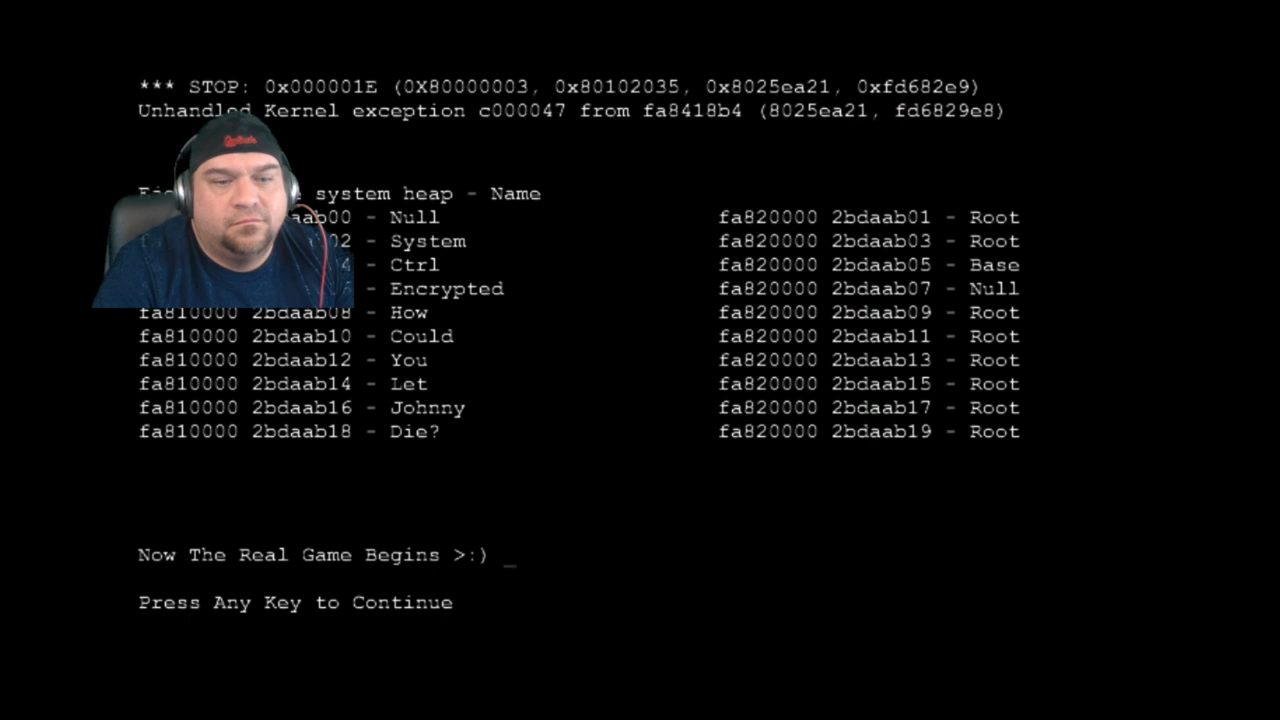 *** STOP: 0x000001E (0X80000003, 0x80102035, 0x8025ea21, 0xfd682e9)
Unhandled Kernel exception c000047 from fa8418b4 (8025ea21, fd6829e8)
system heap - Name
aab00 - Null fa820000 2bdaab01 - Root
02 - System fa820000 2bdaab03 - Root
4 - Ctrl fa820000 2bdaab05 - Base
- Encrypted fa820000 2bdaab07 - Null
fa810000 2bdaab08 - How fa820000 2bdaab09 - Root
fa810000 2bdaab10 - Could fa820000 2bdaab11 - Root
fa810000 2bdaab12 - You fa820000 2bdaab13 - Root
fa810000 2bdaab14 - Let fa820000 2bdaab15 - Root
fa810000 2bdaab16 - Johnny fa820000 2bdaab17 - Root
fa810000 2bdaab18 - Die? fa820000 2bdaab19 - Root
Now The Real Game Begins >:) _
Press Any Key to Continue